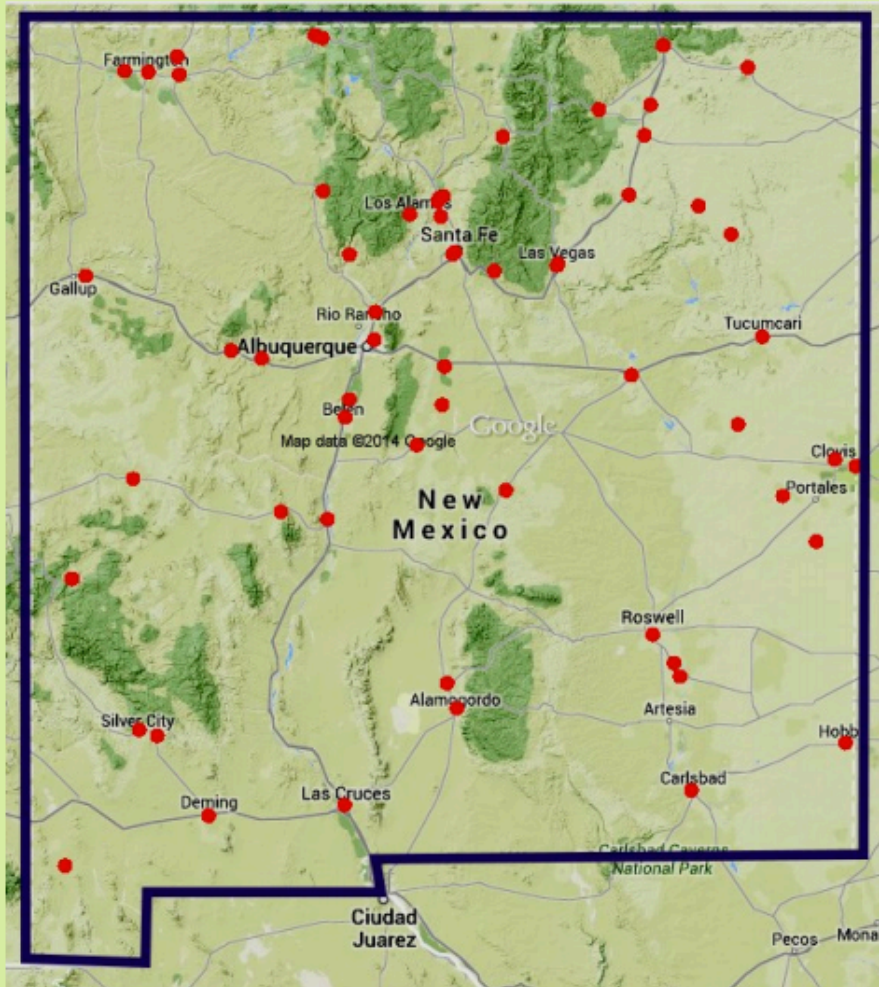 Farmington
Los Alamos
Santa Fe
Las Vegas
Gallup
Rio Rancho
Tucumcari
Albuquerque
Belen
Google
Map data ©2014 Google
Clovis
Portales
New
Mexico
Roswell
Alamogordo
Artesia
Silver City
Hobb
Carlsbad
Las Cruces
Deming
Carlsbad Caverns
National Park
Ciudad
Juarez
Pecos
Mona